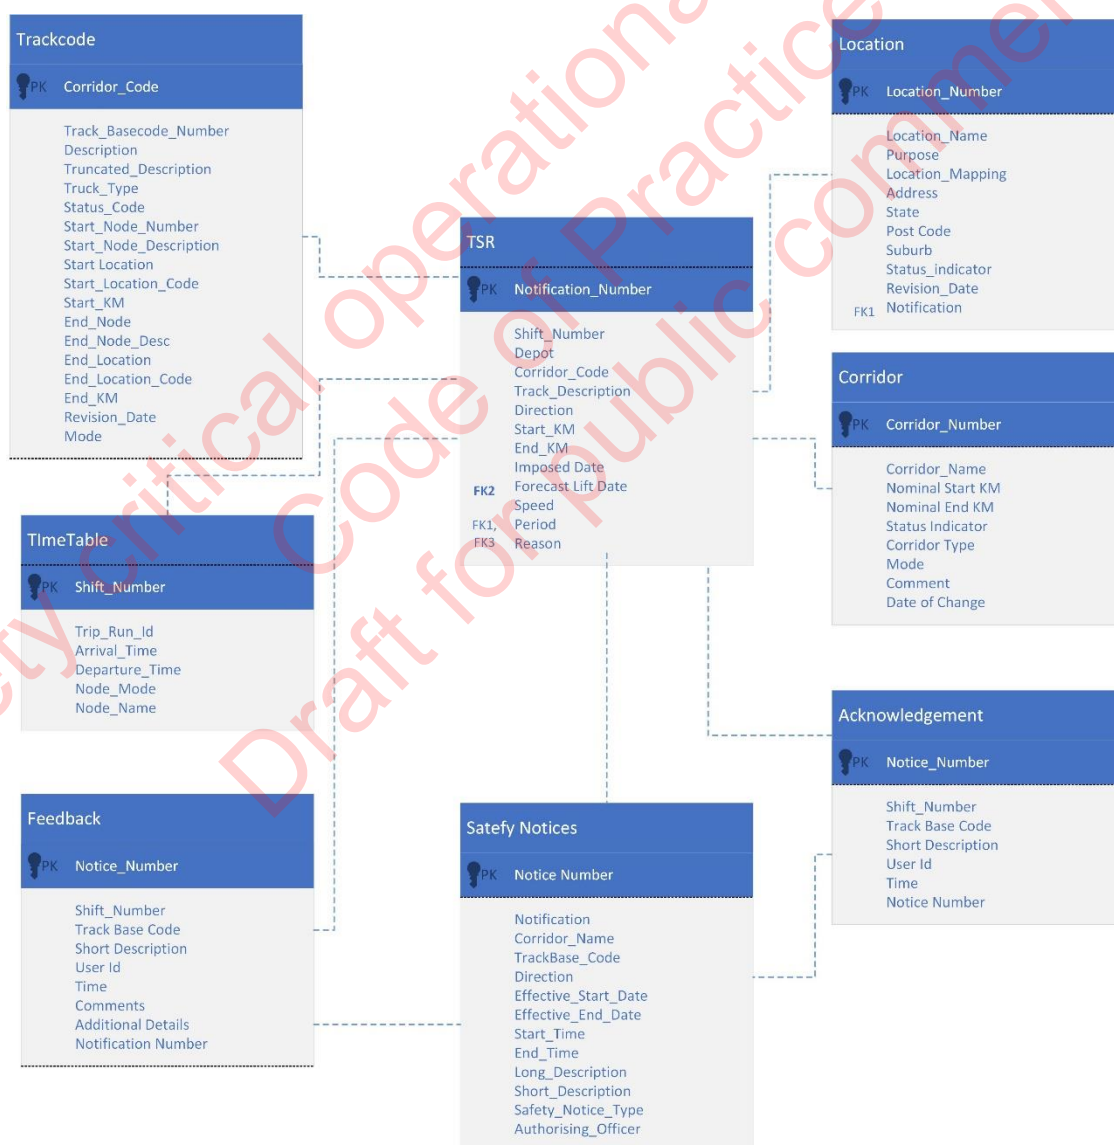 Trackcode
PK Corridor_Code
Track_Basecode_Number
Description
Truncated_Description
Truck_Type
Status_Code
Start_Node_Number
Start_Node_Description
Start Location
Start_Location_Code
Start_KM
End_Node
End_Node_Desc
End_Location
End_Location_Code
End_KM
Revision_Date
Mode
Location
PK Location_Number
Location_Name
Purpose
Location_Mapping
Address
State
Post Code
Suburb
Status_indicator
Revision_Date
FK1 Notification
TSR
PK Notification_Number
Shift_Number
Depot
Corridor_Code
Track_Description
Direction
Start_KM
End_KM
Imposed Date
FK2 Forecast Lift Date
Speed
FK1, Period
FK3 Reason
Corridor
PK Corridor_Number
Corridor_Name
Nominal Start KM
Nominal End KM
Status Indicator
Corridor Type
Mode
Comment
Date of Change
TImeTable
PK Shift_Number
Trip_Run_Id
Arrival_Time
Departure_Time
Node_Mode
Node_Name
Acknowledgement
PK Notice_Number
Shift_Number
Track Base Code
Short Description
User Id
Time
Notice Number
Feedback
PK Notice_Number
Shift_Number
Track Base Code
Short Description
User Id
Time
Comments
Additional Details
Notification Number
Satefy Notices
PK Notice Number
Notification
Corridor_Name
TrackBase_Code
Direction
Effective_Start_Date
Effective_End_Date
Start_Time
End_Time
Long_Description
Short_Description
Safety_Notice_Type
Authorising_Officer
critical operational
Code of Practice
Draft for public